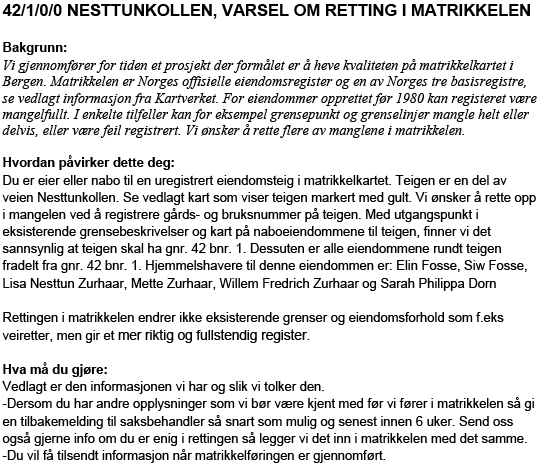 42/1/0/0 NESTTUNKOLLEN, VARSEL OM RETTING I MATRIKKELEN
Bakgrunn:
Vi gjennomfører for tiden et prosjekt der formålet er å heve kvaliteten på matrikkelkartet i
Bergen. Matrikkelen er Norges offisielle eiendomsregister og en av Norges tre basisregistre,
se vedlagt informasjon fra Kartverket. For eiendommer opprettet før 1980 kan registeret være
mangelfullt. I enkelte tilfeller kan for eksempel grensepunkt og grenselinjer mangle helt eller
delvis, eller være feil registrert. Vi ønsker å rette flere av manglene i matrikkelen.
Hvordan påvirker dette deg:
Du er eier eller nabo til en uregistrert eiendomsteig i matrikkelkartet. Teigen er en del av
veien Nesttunkollen. Se vedlagt kart som viser teigen markert med gult. Vi ønsker å rette opp
i mangelen ved å registrere gårds- og bruksnummer på teigen. Med utgangspunkt i
eksisterende grensebeskrivelser og kart på naboeiendommene til teigen, finner vi det
sannsynlig at teigen skal ha gnr. 42 bnr. 1. Dessuten er alle eiendommene rundt teigen
fradelt fra gnr. 42 bnr. 1. Hjemmelshavere til denne eiendommen er: Elin Fosse, Siw Fosse,
Lisa Nesttun Zurhaar, Mette Zurhaar, Willem Fredrich Zurhaar og Sarah Philippa Dorn
Rettingen i matrikkelen endrer ikke eksisterende grenser og eiendomsforhold som f.eks
veiretter, men gir et mer riktig og fullstendig register.
Hva må du gjøre:
Vedlagt er den informasjonen vi har og slik vi tolker den.
-Dersom du har andre opplysninger som vi bør være kjent med før vi fører i matrikkelen så gi
en tilbakemelding til saksbehandler så snart som mulig og senest innen 6 uker. Send oss
også gjerne info om du er enig i rettingen så legger vi det inn i matrikkelen med det samme.
-Du vil få tilsendt informasjon når matrikkelføringen er gjennomført.